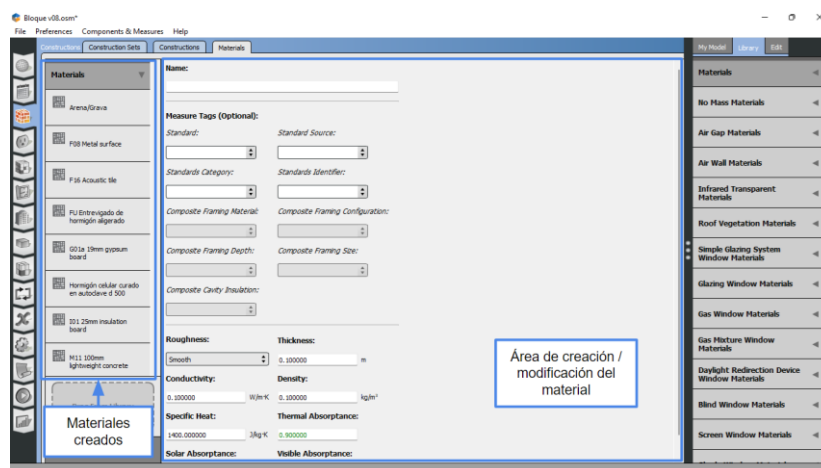 Bloque v08.osm*
File Preferences Components & Measures Help
Constructions Construction Sets Constructions Materials
My Model Library Edit
Materials
Arena/Grava
F08 Metal surface
F16 Acoustic tile
FU Entrevigado de
hormigón aligerado
G01a 19mm gypsum
board
Hormigón celular curado
en autoclave d 500
I01 25mm insulation
board
M11 100mm
lightweight concrete
Materiales
creados
Name:
Measure Tags (Optional):
Standard: Standard Source:
Standards Category: Standards Identifier:
Composite Framing Material: Composite Framing Configuration:
Composite Framing Depth: Composite Framing Size:
Composite Cavity Insulation:
Roughness: Thickness:
Smooth 0.100000 m
Conductivity: Density:
0.100000 W/m·K 0.100000 kg/m³
Specific Heat: Thermal Absorptance:
1400.000000 J/kg·K 0.900000
Solar Absorptance: Visible Absorptance:
Área de creación /
modificación del
material
Materials
No Mass Materials
Air Gap Materials
Air Wall Materials
Infrared Transparent
Materials
Roof Vegetation Materials
Simple Glazing System
Window Materials
Glazing Window Materials
Gas Window Materials
Gas Mixture Window
Materials
Daylight Redirection Device
Window Materials
Blind Window Materials
Screen Window Materials